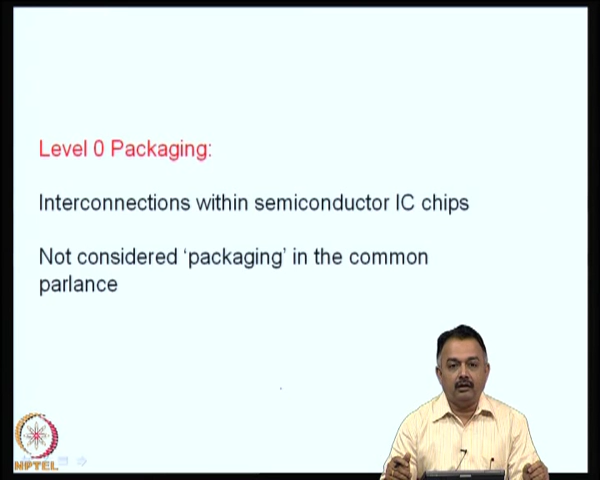 Level 0 Packaging:
Interconnections within semiconductor IC chips
Not considered ‘packaging’ in the common
parlance
NPTEL